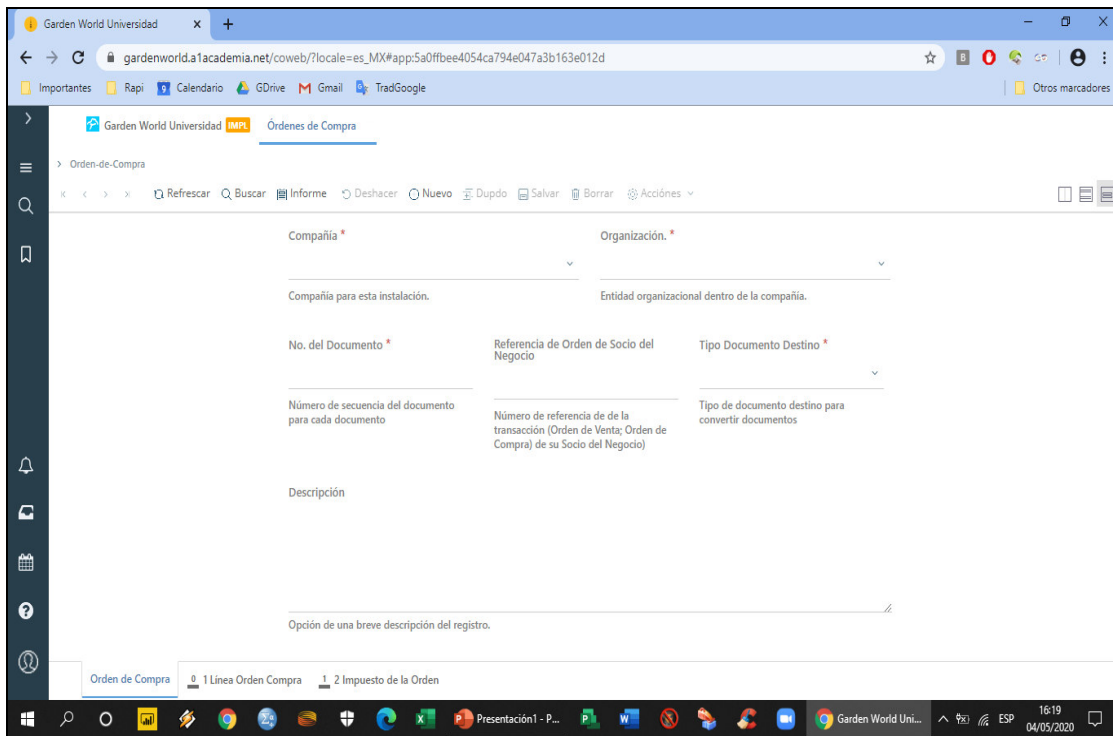 Garden World Universidad
gardenworld.a1academia.net/coweb/?locale=es_MX#app:5a0ffbee4054ca794e047a3b163e012d
Importantes Rapi Calendario GDrive Gmail TradGoogle Otros marcadores
Garden World Universidad IMPL Órdenes de Compra
> Orden-de-Compra
Refrescar Buscar Informe Deshacer Nuevo Dupdo Salvar Borrar Acciónes
Compañía * Organización. *
Compañía para esta instalación. Entidad organizacional dentro de la compañía.
No. del Documento * Referencia de Orden de Socio del Tipo Documento Destino *
Negocio
Número de secuencia del documento Tipo de documento destino para
para cada documento Número de referencia de de la convertir documentos
transacción (Orden de Venta; Orden de
Compra) de su Socio del Negocio)
Descripción
Opción de una breve descripción del registro.
Orden de Compra 0 1 Línea Orden Compra 1 2 Impuesto de la Orden
Presentación1 - P... Garden World Uni... ESP 16:19
04/05/2020